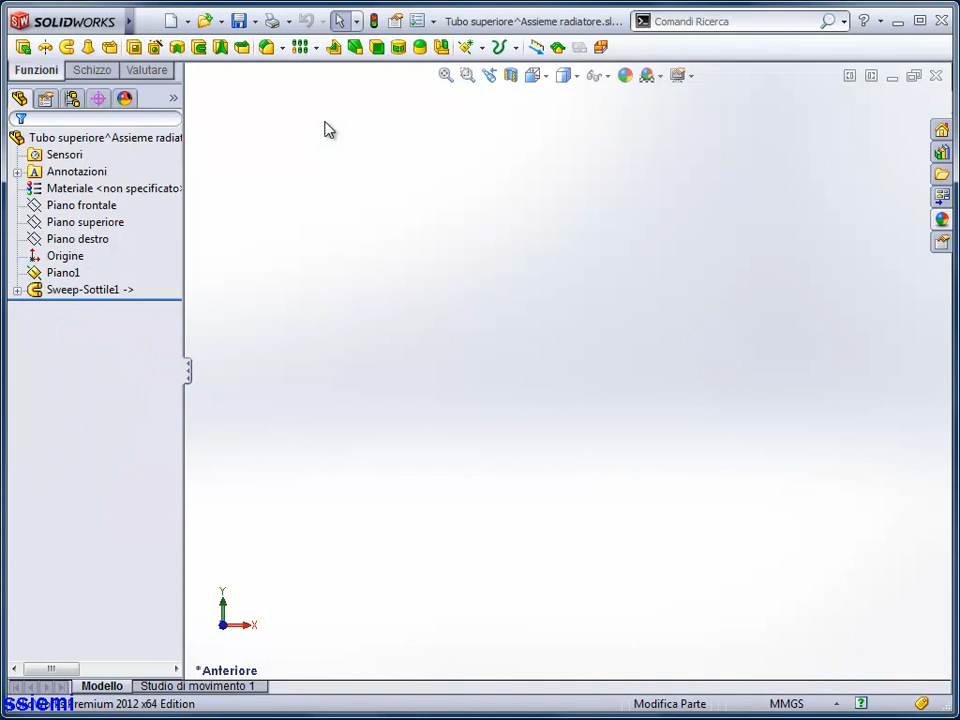 SOLIDWORKS
Tubo superiore^Assieme radiatore.sl...
Comandi Ricerca
Funzioni
Schizzo
Valutare
Tubo superiore^Assieme radiat
Sensori
Annotazioni
Materiale <non specificato>
Piano frontale
Piano superiore
Piano destro
Origine
Piano1
Sweep-Sottile1 ->
Y
X
*Anteriore
Modello
Studio di movimento 1
ssiemi
Premium 2012 x64 Edition
Modifica Parte
MMGS